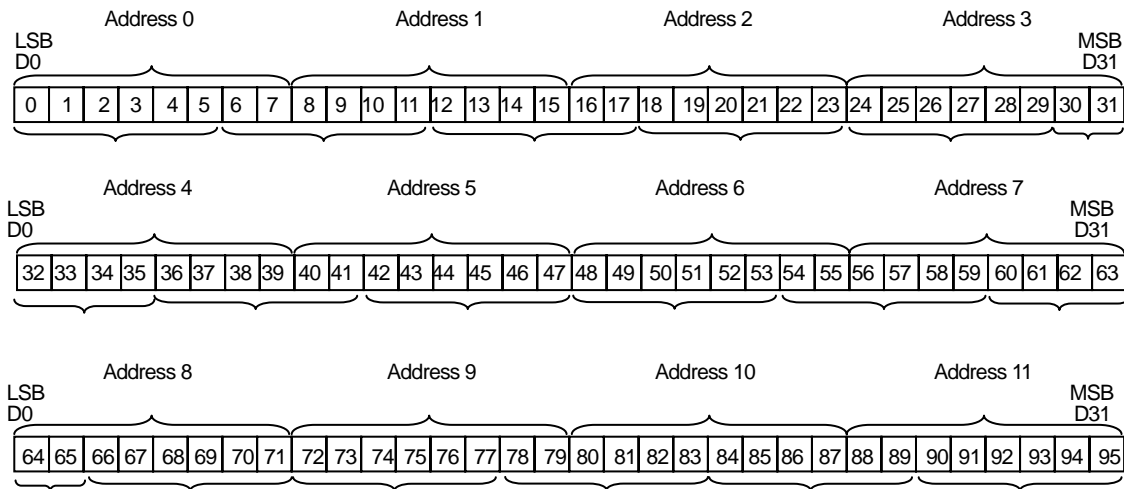 Address 0 Address 1 Address 2 Address 3
LSB MSB
D0 D31
0 1 2 3 4 5 6 7 8 9 10 11 12 13 14 15 16 17 18 19 20 21 22 23 24 25 26 27 28 29 30 31
Address 4 Address 5 Address 6 Address 7
LSB MSB
D0 D31
32 33 34 35 36 37 38 39 40 41 42 43 44 45 46 47 48 49 50 51 52 53 54 55 56 57 58 59 60 61 62 63
Address 8 Address 9 Address 10 Address 11
LSB MSB
D0 D31
64 65 66 67 68 69 70 71 72 73 74 75 76 77 78 79 80 81 82 83 84 85 86 87 88 89 90 91 92 93 94 95